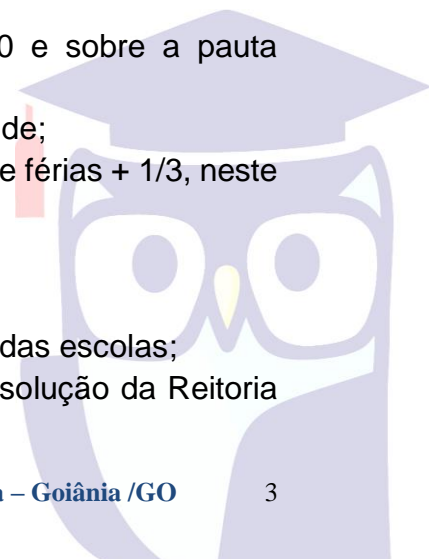 0 e sobre a pauta
de;
e férias + 1/3, neste
das escolas;
solução da Reitoria
a – Goiânia /GO 3